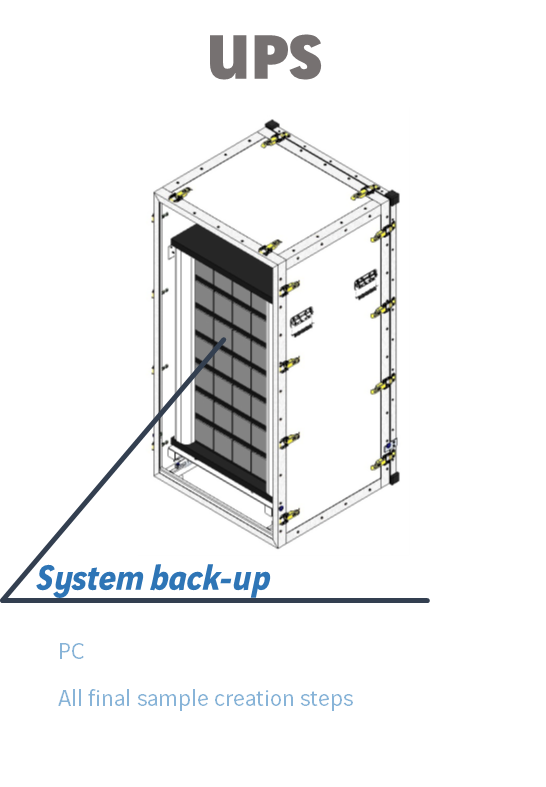 UPS
System back-up
PC
All final sample creation steps